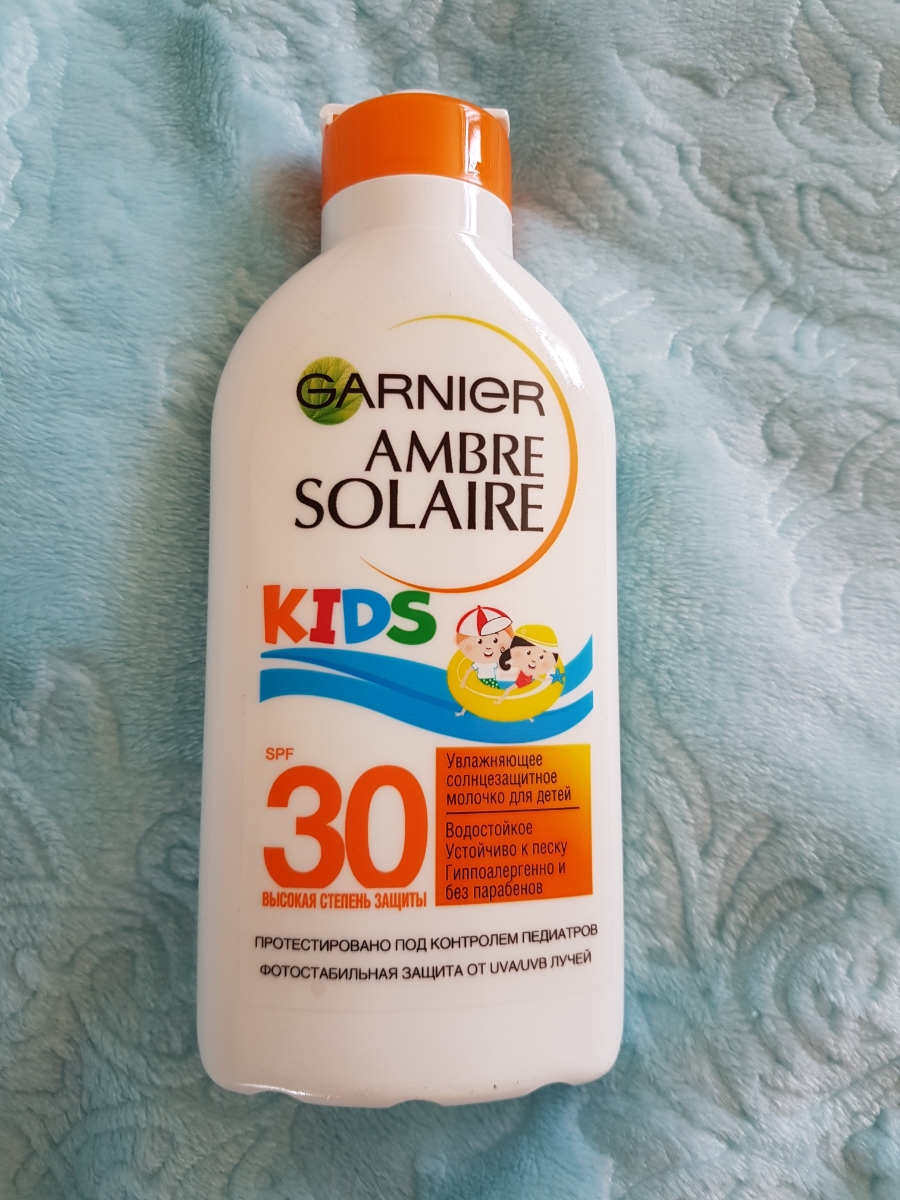 GARNIER
AMBRE
SOLAIRE
KIDS
SPF
30
ВЫСОКАЯ СТЕПЕНЬ ЗАЩИТЫ
Увлажняющее
солнцезащитное
молочко для детей
Водостойкое
Устойчиво к песку
Гиппоалергенно и
без парабенов
ПРОТЕСТИРОВАНО ПОД КОНТРОЛЕМ ПЕДИАТРОВ
ФОТОСТАБИЛЬНАЯ ЗАЩИТА ОТ UVA/UVB ЛУЧЕЙ